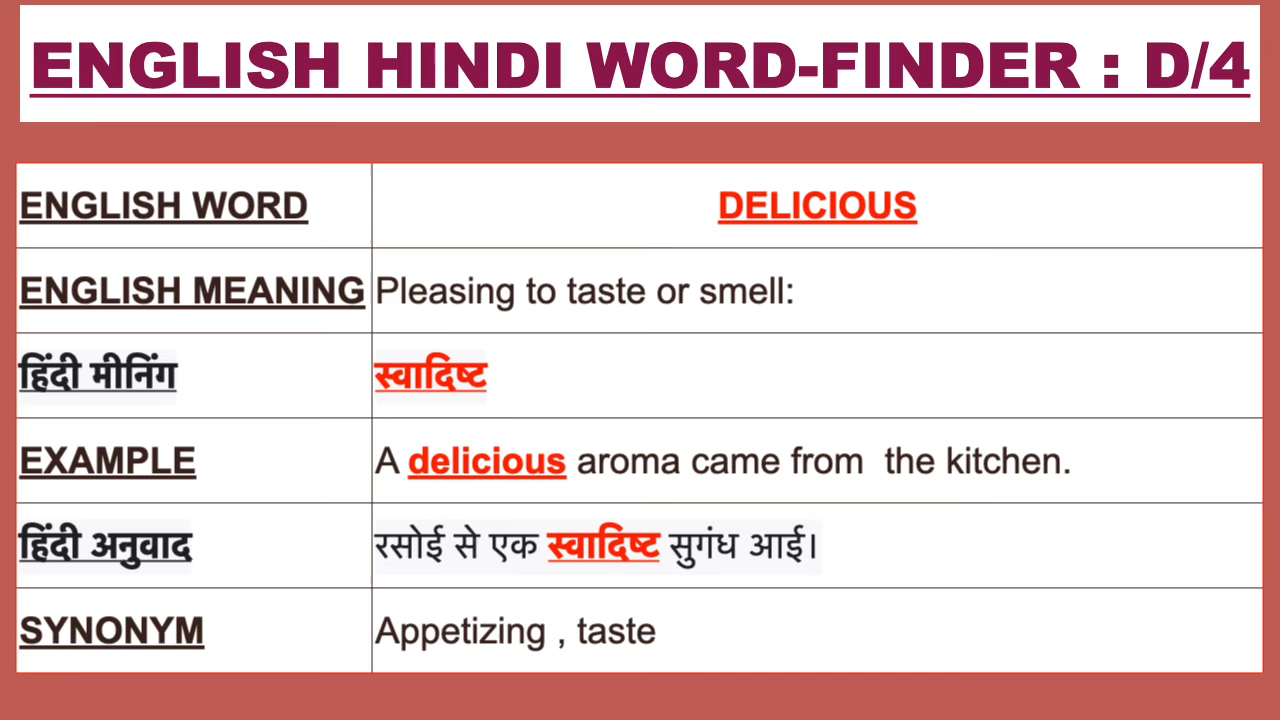 ENGLISH HINDI WORD-FINDER : D/4
ENGLISH WORD DELICIOUS
ENGLISH MEANING Pleasing to taste or smell:
हिंदी मीनिंग स्वादिष्ट
EXAMPLE A delicious aroma came from  the kitchen.
हिंदी अनुवाद रसोई से एक स्वादिष्ट सुगंध आई।
SYNONYM Appetizing , taste